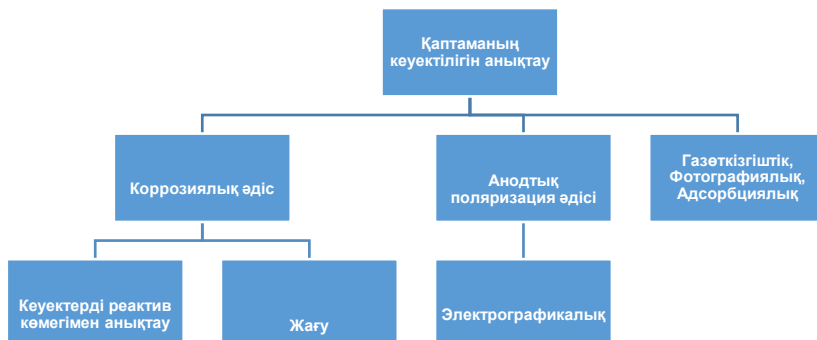 Қаптаманың
кеуектілігін анықтау
Коррозиялық әдіс
Анодтық
поляризация әдісі
Газөткізгіштік,
Фотографиялық,
Адсорбциялық
Кеуектерді реактив
көмегімен анықтау
Жағу
Электрографикалық